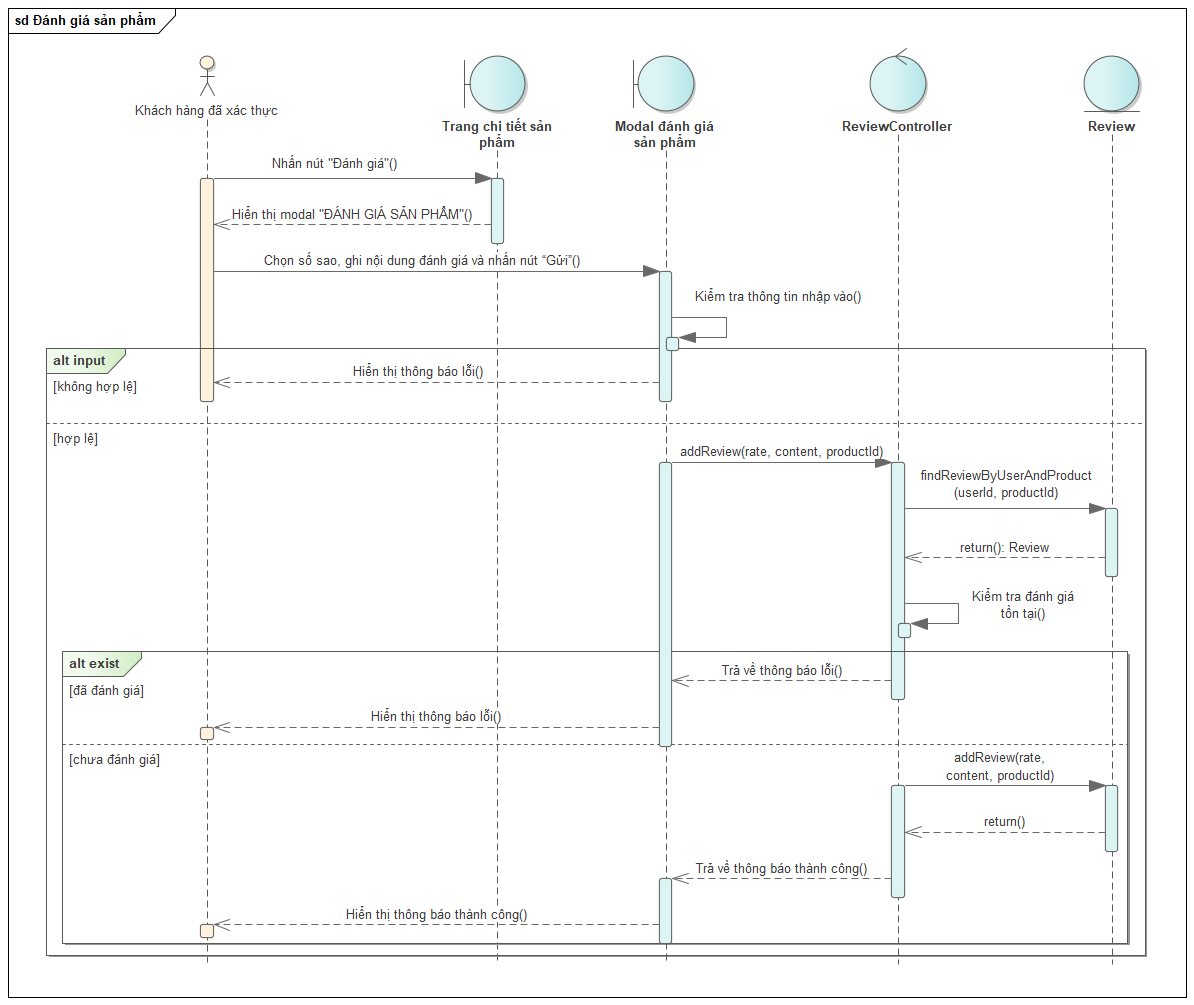 sd Đánh giá sản phẩm
Khách hàng đã xác thực
Trang chi tiết sản
phẩm
Modal đánh giá
sản phẩm
ReviewController
Review
Nhấn nút "Đánh giá"()
Hiển thị modal "ĐÁNH GIÁ SẢN PHẨM"()
Chọn số sao, ghi nội dung đánh giá và nhấn nút “Gửi”()
Kiểm tra thông tin nhập vào()
alt input
[không hợp lệ]
Hiển thị thông báo lỗi()
[hợp lệ]
addReview(rate, content, productId)
findReviewByUserAndProduct
(userId, productId)
return(): Review
Kiểm tra đánh giá
tồn tại()
alt exist
[đã đánh giá]
Trả về thông báo lỗi()
Hiển thị thông báo lỗi()
[chưa đánh giá]
addReview(rate,
content, productId)
return()
Trả về thông báo thành công()
Hiển thị thông báo thành công()